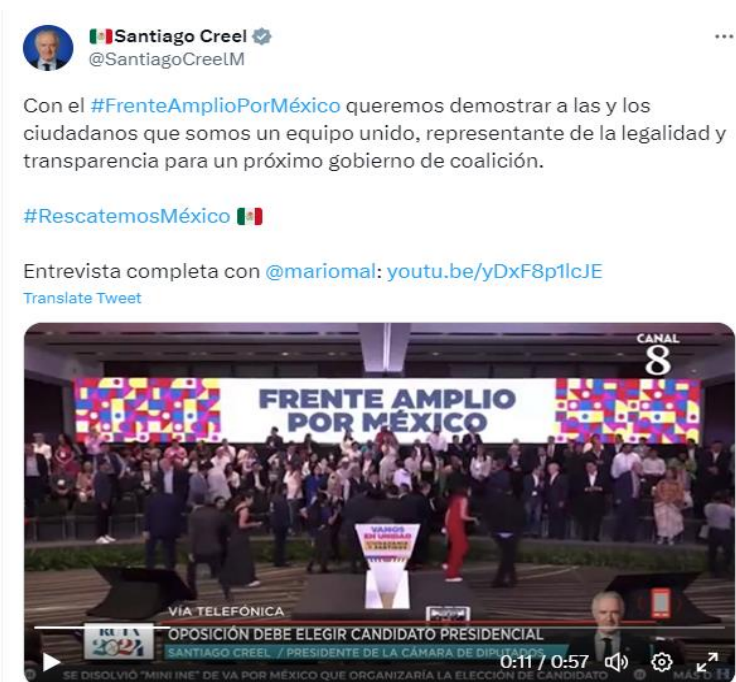 Santiago Creel
@SantiagoCreelM
Con el #FrenteAmplioPorMéxico queremos demostrar a las y los
ciudadanos que somos un equipo unido, representante de la legalidad y
transparencia para un próximo gobierno de coalición.
#RescatemosMéxico
Entrevista completa con @mariomal: youtu.be/yDxF8p1lcJE
Translate Tweet
CANAL
8
FRENTE AMPLIO
POR MÉXICO
VAMOS
EN UNIDAD
CIUDADANÍA
Y PARTIDOS
VÍA TELEFÓNICA
RUTA
2024
OPOSICIÓN DEBE ELEGIR CANDIDATO PRESIDENCIAL
SANTIAGO CREEL / PRESIDENTE DE LA CÁMARA DE DIPUTADOS
0:11 / 0:57
SE DISOLVIÓ "MINI INE" DE VA POR MÉXICO QUE ORGANIZARÍA LA ELECCIÓN DE CANDIDATO